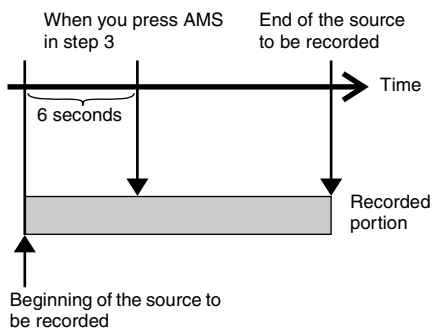 When you press AMS
in step 3
End of the source
to be recorded
Time
6 seconds
Recorded
portion
Beginning of the source to
be recorded